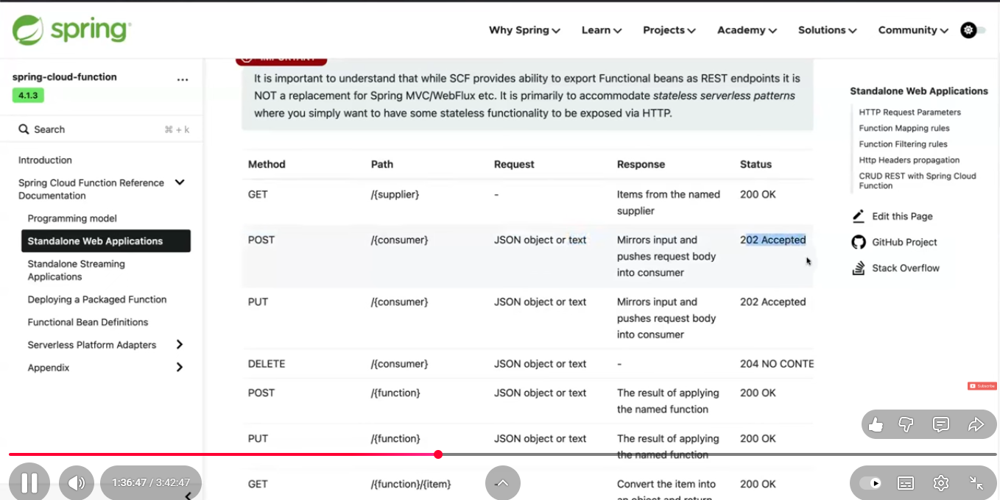 spring
Why Spring
Learn
Projects
Academy
Solutions
Community
spring-cloud-function
...
4.1.3
Search
⌘ + k
Introduction
Spring Cloud Function Reference
Documentation
Programming model
Standalone Web Applications
Standalone Streaming
Applications
Deploying a Packaged Function
Functional Bean Definitions
Serverless Platform Adapters
Appendix
IMPORTANT
It is important to understand that while SCF provides ability to export Functional beans as REST endpoints it is
NOT a replacement for Spring MVC/WebFlux etc. It is primarily to accommodate stateless serverless patterns
where you simply want to have some stateless functionality to be exposed via HTTP.
Method Path Request Response Status
GET /{supplier} - Items from the named 200 OK
supplier
POST /{consumer} JSON object or text Mirrors input and 202 Accepted
pushes request body
into consumer
PUT /{consumer} JSON object or text Mirrors input and 202 Accepted
pushes request body
into consumer
DELETE /{consumer} JSON object or text - 204 NO CONTE
POST /{function} JSON object or text The result of applying 200 OK
the named function
PUT /{function} JSON object or text The result of applying 200 OK
the named function
GET /{function}/{item} - Convert the item into 200 OK
an object and return
Standalone Web Applications
HTTP Request Parameters
Function Mapping rules
Function Filtering rules
Http Headers propagation
CRUD REST with Spring Cloud
Function
Edit this Page
GitHub Project
Stack Overflow
Subscribe
1:36:47 / 3:42:47